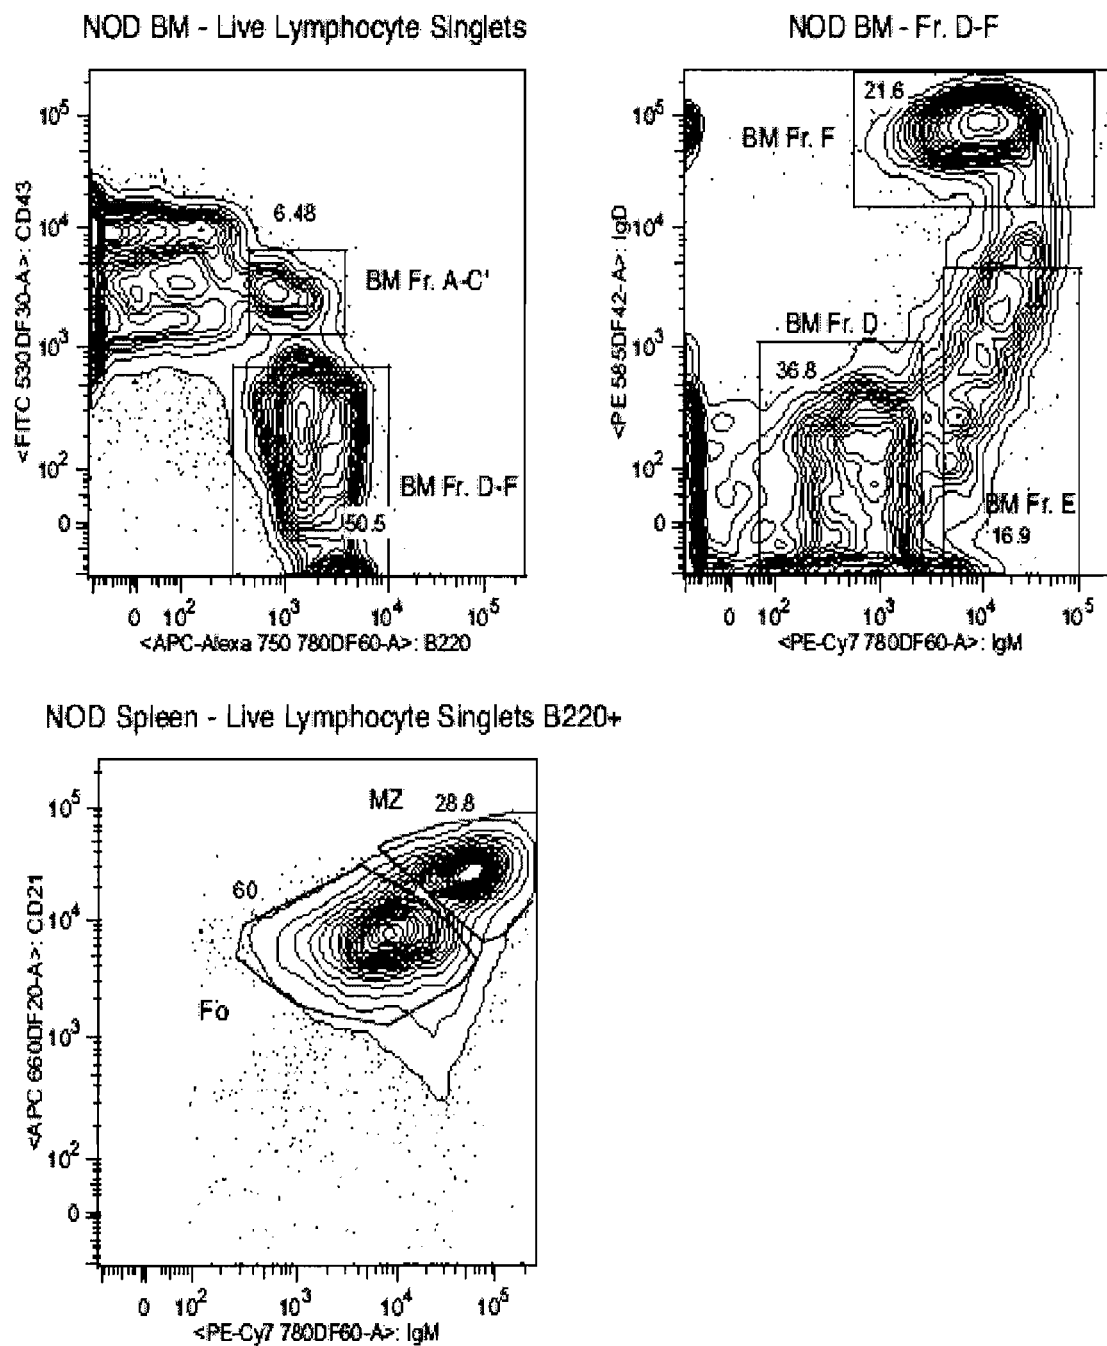 NOD BM - Live Lymphocyte Singlets
10^5
10^4
10^3
10^2
0
<FITC 530DF30-A>: CD43
6.48
BM Fr. A-C'
BM Fr. D-F
50.5
0 10^2 10^3 10^4 10^5
<APC-Alexa 750 780DF60-A>: B220
NOD BM - Fr. D-F
10^5
10^4
10^3
10^2
0
<PE 585DF42-A>: IgD
21.6
BM Fr. F
BM Fr. D
36.8
BM Fr. E
16.9
0 10^2 10^3 10^4 10^5
<PE-Cy7 780DF60-A>: IgM
NOD Spleen - Live Lymphocyte Singlets B220+
10^5
10^4
10^3
10^2
0
<APC 660DF20-A>: CD21
MZ 28.8
60
Fo
0 10^2 10^3 10^4 10^5
<PE-Cy7 780DF60-A>: IgM